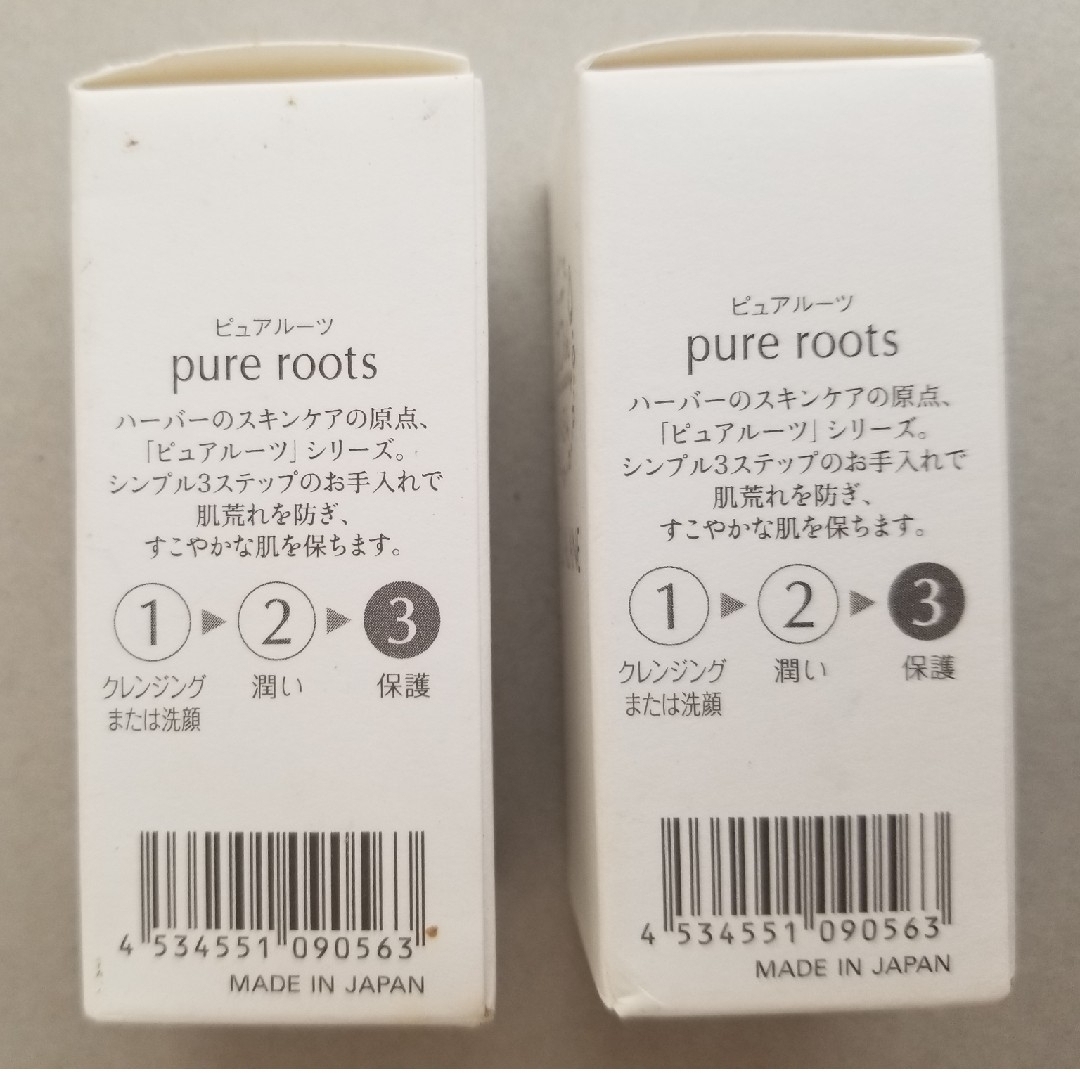 ピュアルーツ
pure roots
ハーバーのスキンケアの原点、
「ピュアルーツ」シリーズ。
シンプル3ステップのお手入れで
肌荒れを防ぎ、
すこやかな肌を保ちます。
1 ▶ 2 ▶ 3
クレンジング 潤い 保護
または洗顔
4 534551 090563
MADE IN JAPAN
ピュアルーツ
pure roots
ハーバーのスキンケアの原点、
「ピュアルーツ」シリーズ。
シンプル3ステップのお手入れで
肌荒れを防ぎ、
すこやかな肌を保ちます。
1 ▶ 2 ▶ 3
クレンジング 潤い 保護
または洗顔
4 534551 090563
MADE IN JAPAN